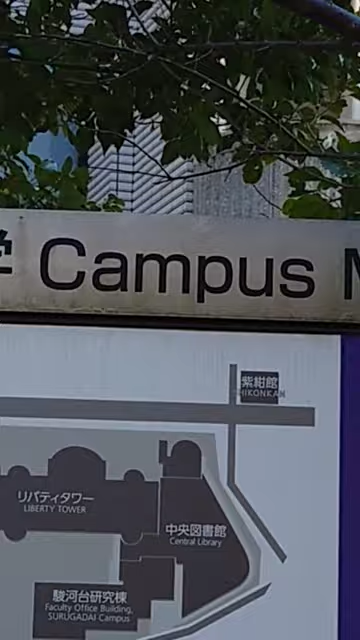 学 Campus M
紫紺館
SHIKONKAN
リバティタワー
LIBERTY TOWER
中央図書館
Central Library
駿河台研究棟
Faculty Office Building,
SURUGADAI Campus